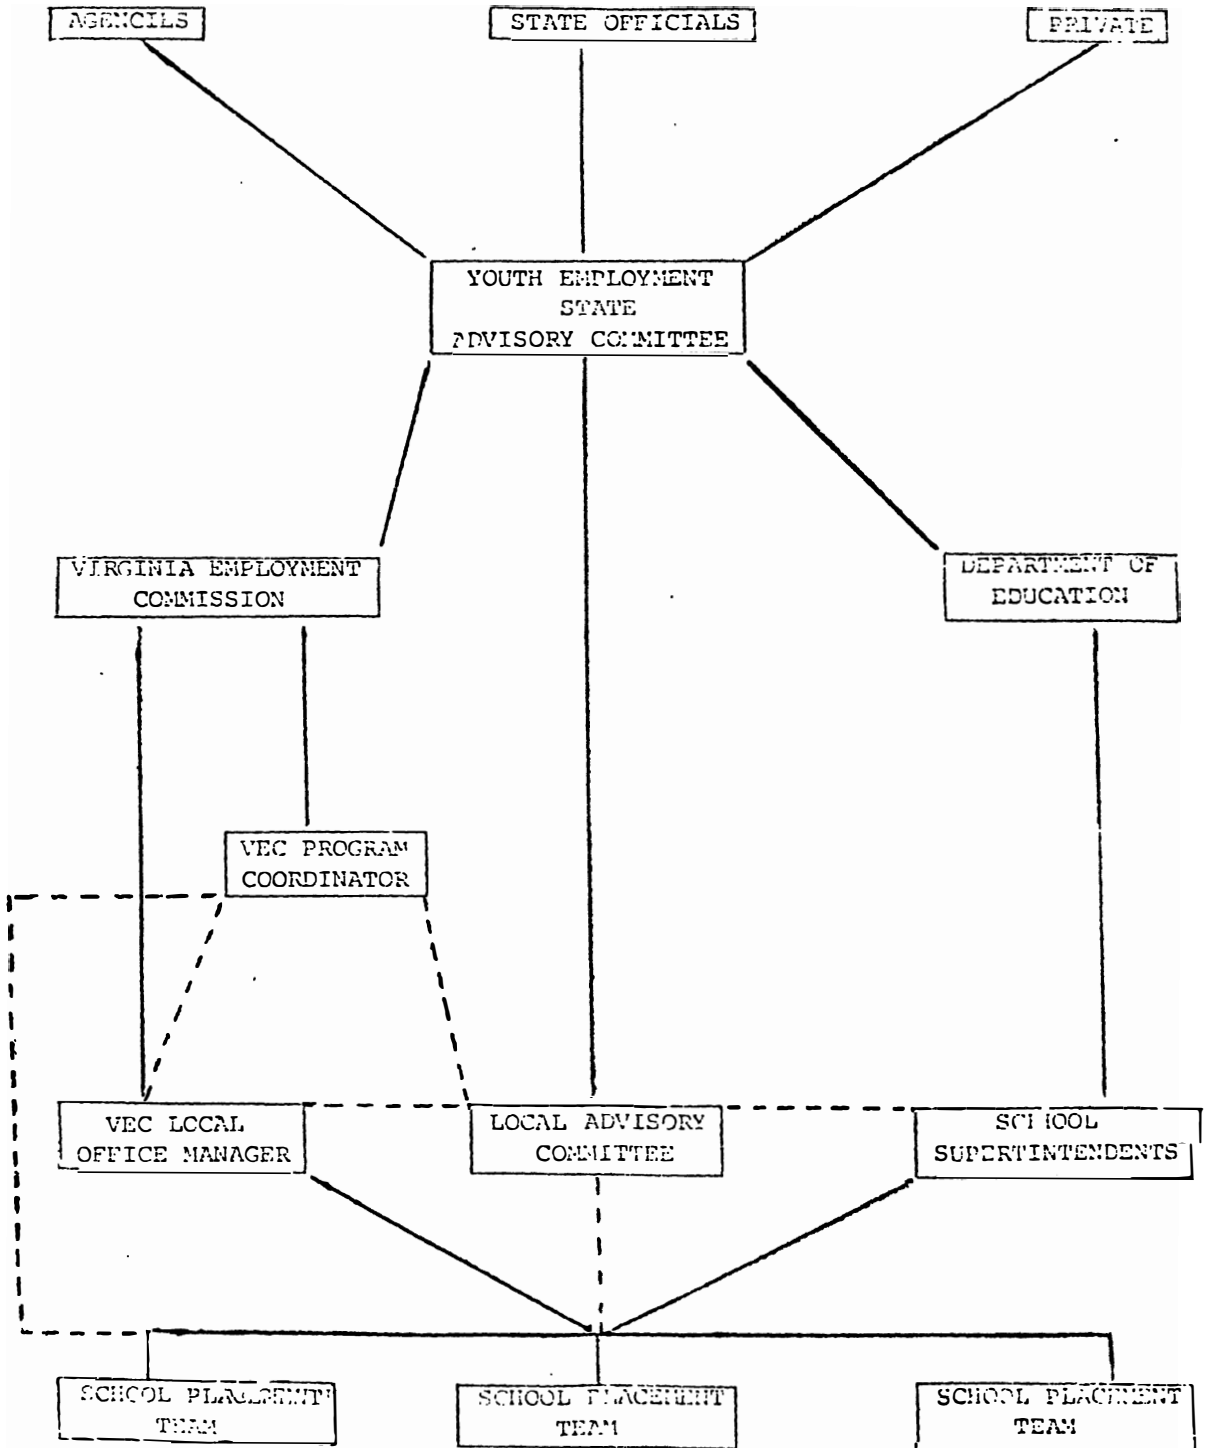 AGENCIES
STATE OFFICIALS
PRIVATE
YOUTH EMPLOYMENT
STATE
ADVISORY COMMITTEE
VIRGINIA EMPLOYMENT
COMMISSION
DEPARTMENT OF
EDUCATION
VEC PROGRAM
COORDINATOR
VEC LOCAL
OFFICE MANAGER
LOCAL ADVISORY
COMMITTEE
SCHOOL
SUPERTINTENDENTS
SCHOOL PLACEMENT
TEAM
SCHOOL PLACEMENT
TEAM
SCHOOL PLACEMENT
TEAM